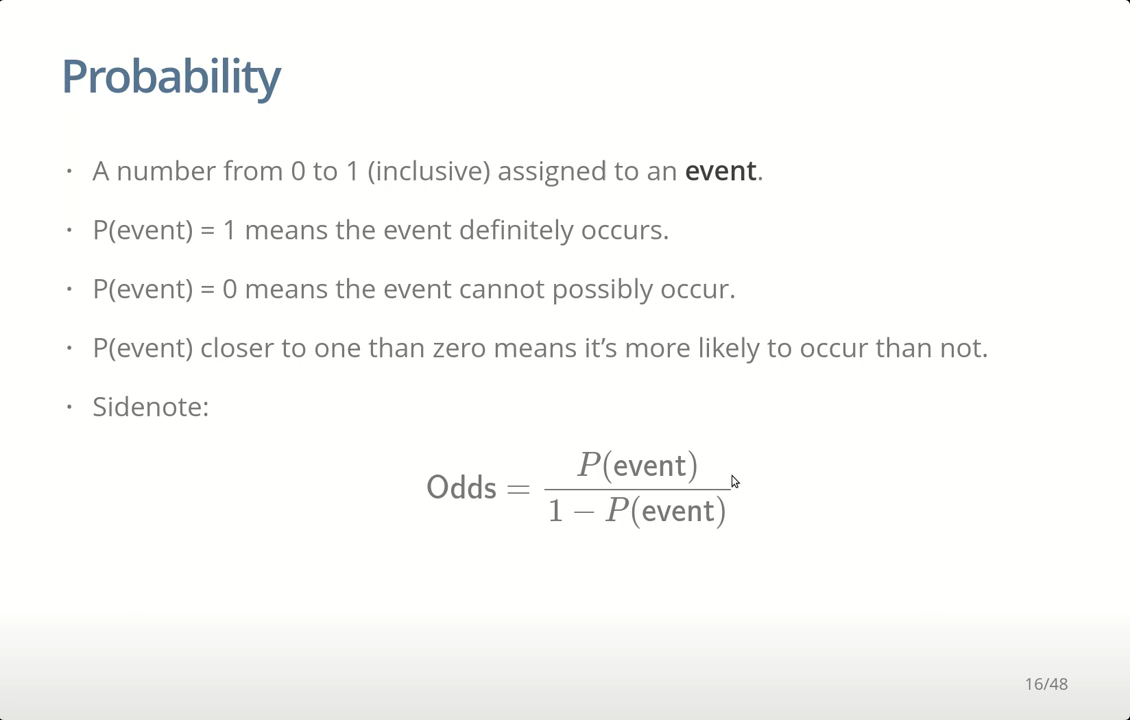 Probability
· A number from 0 to 1 (inclusive) assigned to an event.
· P(event) = 1 means the event definitely occurs.
· P(event) = 0 means the event cannot possibly occur.
· P(event) closer to one than zero means it’s more likely to occur than not.
· Sidenote:
Odds = P(event) / 1 − P(event)
16/48